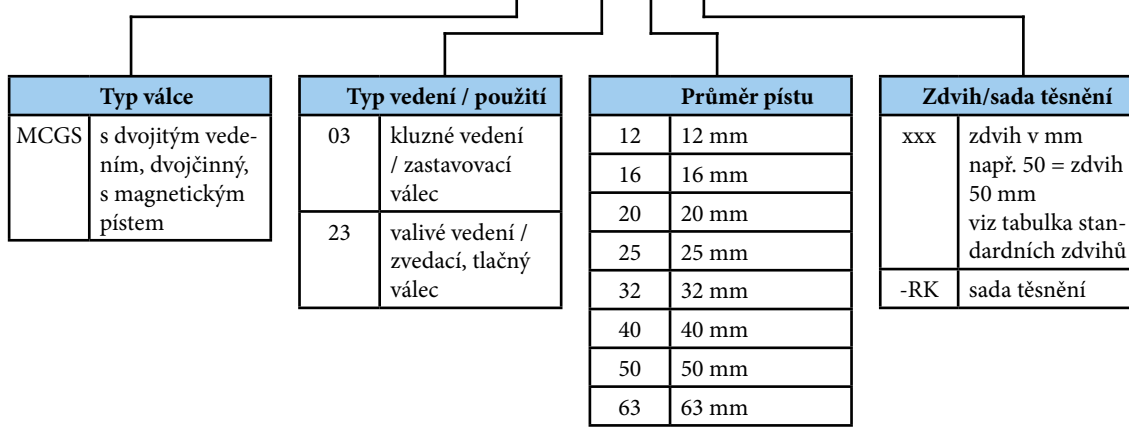 Typ válce
MCGS s dvojitým vede-
ním, dvojčinný,
s magnetickým
pístem
Typ vedení / použití
03 kluzné vedení
/ zastavovací
válec
23 valivé vedení /
zvedací, tlačný
válec
Průměr pístu
12 12 mm
16 16 mm
20 20 mm
25 25 mm
32 32 mm
40 40 mm
50 50 mm
63 63 mm
Zdvih/sada těsnění
xxx zdvih v mm
např. 50 = zdvih
50 mm
viz tabulka stan-
dardních zdvihů
-RK sada těsnění